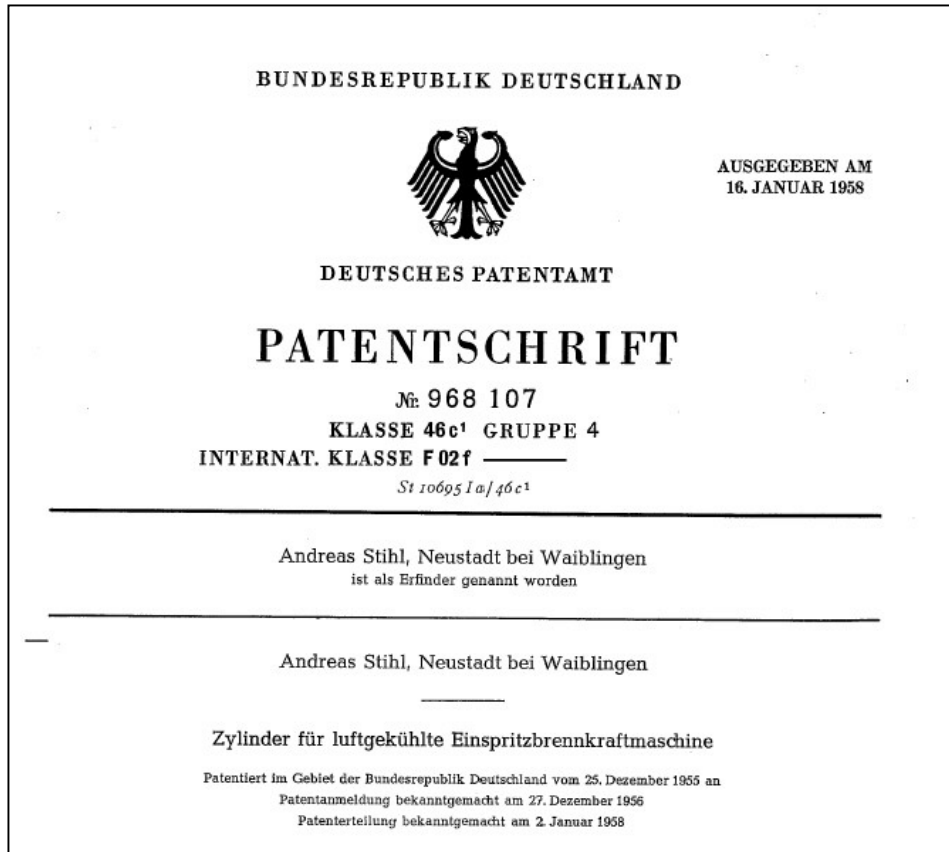 BUNDESREPUBLIK DEUTSCHLAND
AUSGEGEBEN AM
16. JANUAR 1958
DEUTSCHES PATENTAMT
PATENTSCHRIFT
№ 968 107
KLASSE 46c¹ GRUPPE 4
INTERNAT. KLASSE F 02f ———
St 10695 Ia/46c¹
Andreas Stihl, Neustadt bei Waiblingen
ist als Erfinder genannt worden
Andreas Stihl, Neustadt bei Waiblingen
Zylinder für luftgekühlte Einspritzbrennkraftmaschine
Patentiert im Gebiet der Bundesrepublik Deutschland vom 25. Dezember 1955 an
Patentanmeldung bekanntgemacht am 27. Dezember 1956
Patenterteilung bekanntgemacht am 2. Januar 1958